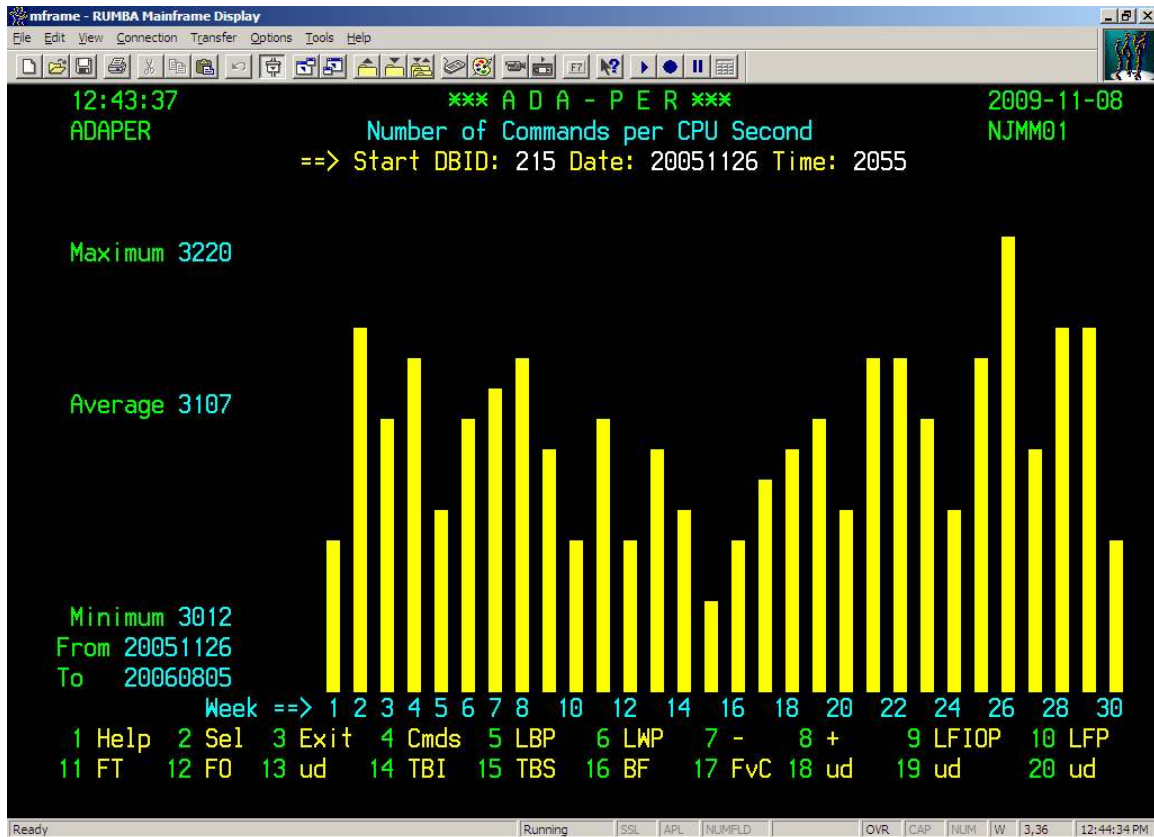 mframe - RUMBA Mainframe Display
File Edit View Connection Transfer Options Tools Help
F7
12:43:37 *** A D A - P E R *** 2009-11-08
ADAPER Number of Commands per CPU Second NJMM01
==> Start DBID: 215 Date: 20051126 Time: 2055
Maximum 3220
Average 3107
Minimum 3012
From 20051126
To 20060805
Week ==> 1 2 3 4 5 6 7 8 10 12 14 16 18 20 22 24 26 28 30
1 Help 2 Sel 3 Exit 4 Cmds 5 LBP 6 LWP 7 - 8 + 9 LFIOP 10 LFP
11 FT 12 FO 13 ud 14 TBI 15 TBS 16 BF 17 FvC 18 ud 19 ud 20 ud
Ready Running SSL APL NUMFLD OVR CAP NUM W 3,36 12:44:34 PM